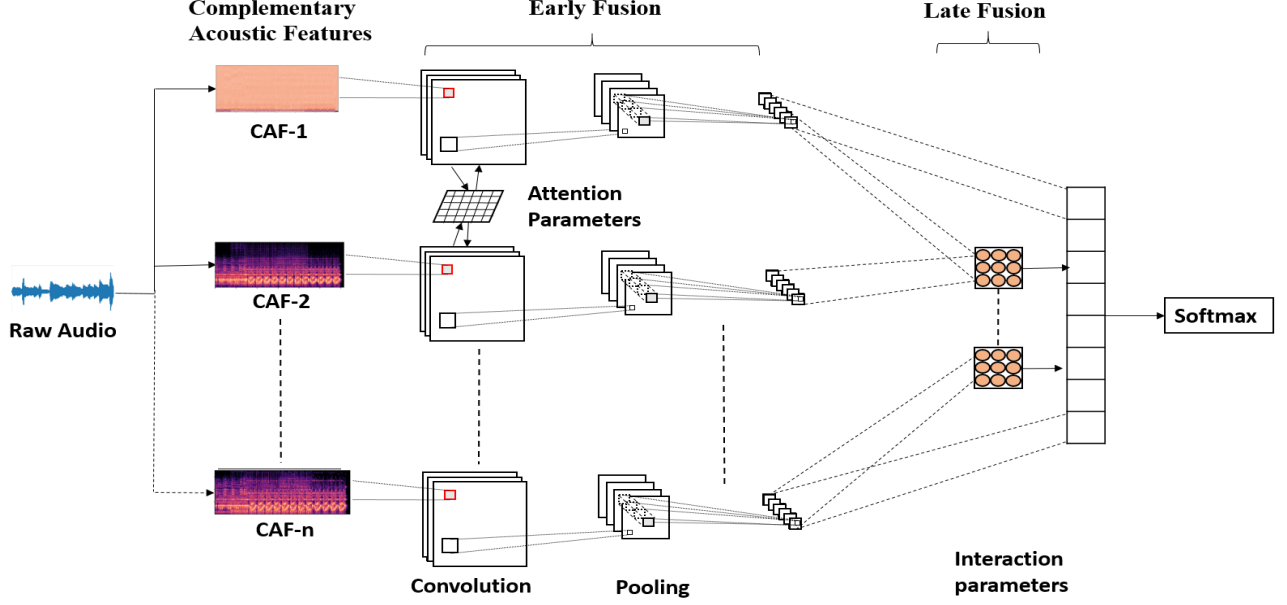 Complementary
Acoustic Features
Early Fusion
Late Fusion
CAF-1
Attention
Parameters
CAF-2
Raw Audio
Softmax
CAF-n
Convolution
Pooling
Interaction
parameters